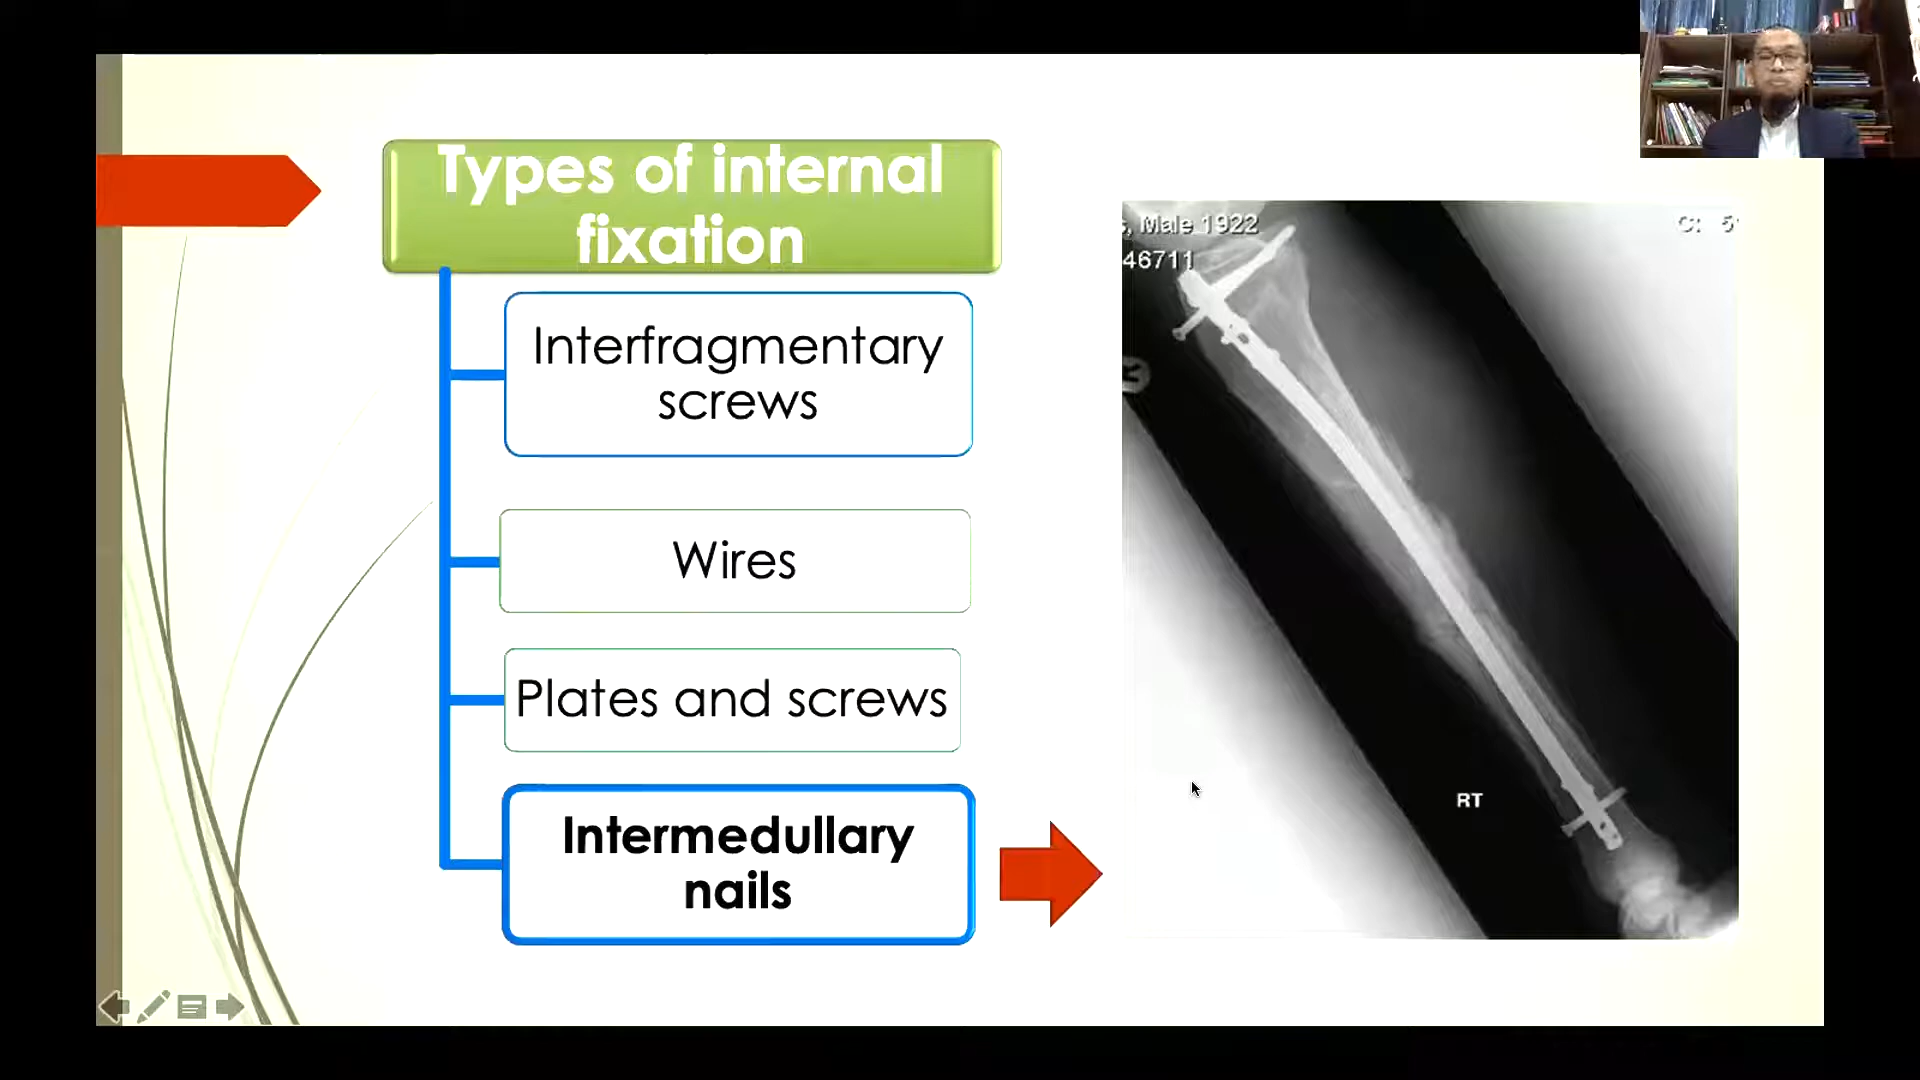 Types of internal
fixation
Interfragmentary
screws
Wires
Plates and screws
Intermedullary
nails
, Male 1922
46711
C:
RT